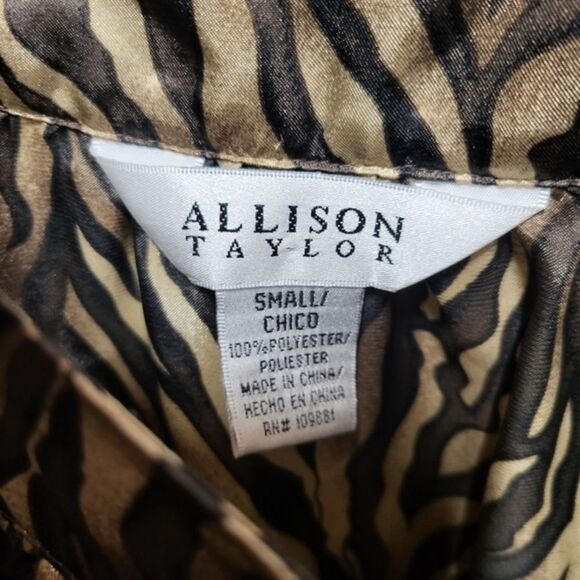 ALLISON
TAYLOR
SMALL/
CHICO
100%POLYESTER/
POLIESTER
MADE IN CHINA/
HECHO EN CHINA
RN# 109881